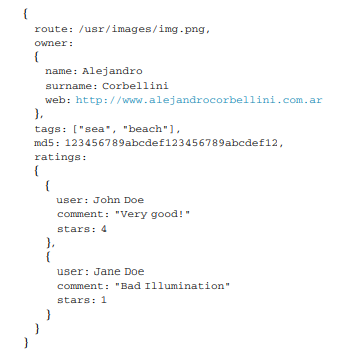 {
route: /usr/images/img.png,
owner:
{
name: Alejandro
surname: Corbellini
web: http://www.alejandrocorbellini.com.ar
},
tags: ["sea", "beach"],
md5: 123456789abcdef123456789abcdef12,
ratings:
{
{
user: John Doe
comment: "Very good!"
stars: 4
},
{
user: Jane Doe
comment: "Bad Illumination"
stars: 1
}
}
}